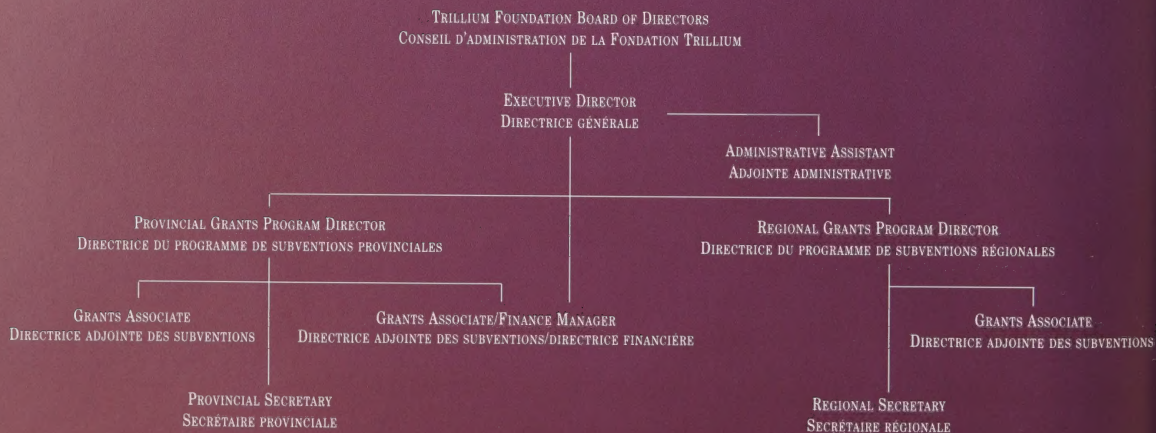 TRILLIUM FOUNDATION BOARD OF DIRECTORS
CONSEIL D'ADMINISTRATION DE LA FONDATION TRILLIUM
EXECUTIVE DIRECTOR
DIRECTRICE GÉNÉRALE
ADMINISTRATIVE ASSISTANT
ADJOINTE ADMINISTRATIVE
PROVINCIAL GRANTS PROGRAM DIRECTOR
DIRECTRICE DU PROGRAMME DE SUBVENTIONS PROVINCIALES
REGIONAL GRANTS PROGRAM DIRECTOR
DIRECTRICE DU PROGRAMME DE SUBVENTIONS RÉGIONALES
GRANTS ASSOCIATE
DIRECTRICE ADJOINTE DES SUBVENTIONS
GRANTS ASSOCIATE/FINANCE MANAGER
DIRECTRICE ADJOINTE DES SUBVENTIONS/DIRECTRICE FINANCIÈRE
GRANTS ASSOCIATE
DIRECTRICE ADJOINTE DES SUBVENTIONS
PROVINCIAL SECRETARY
SECRÉTAIRE PROVINCIALE
REGIONAL SECRETARY
SECRÉTAIRE RÉGIONALE